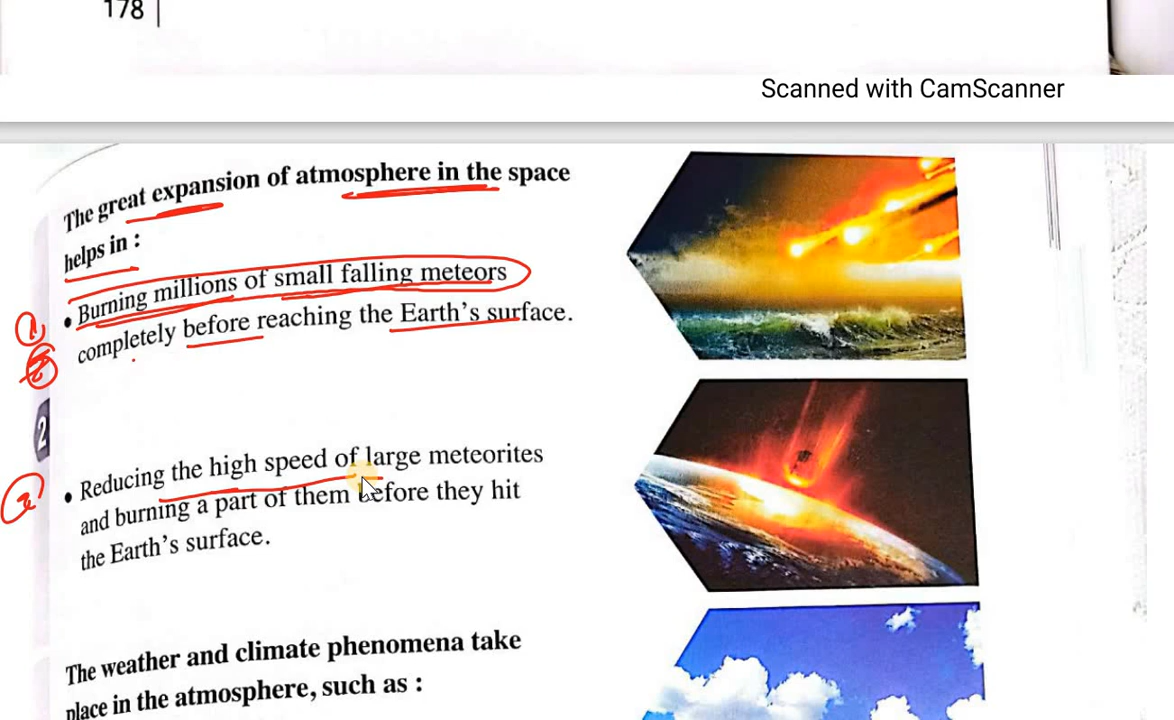 178
Scanned with CamScanner
The great expansion of atmosphere in the space
helps in :
• Burning millions of small falling meteors
completely before reaching the Earth's surface.
2
• Reducing the high speed of large meteorites
and burning a part of them before they hit
the Earth's surface.
The weather and climate phenomena take
place in the atmosphere, such as :